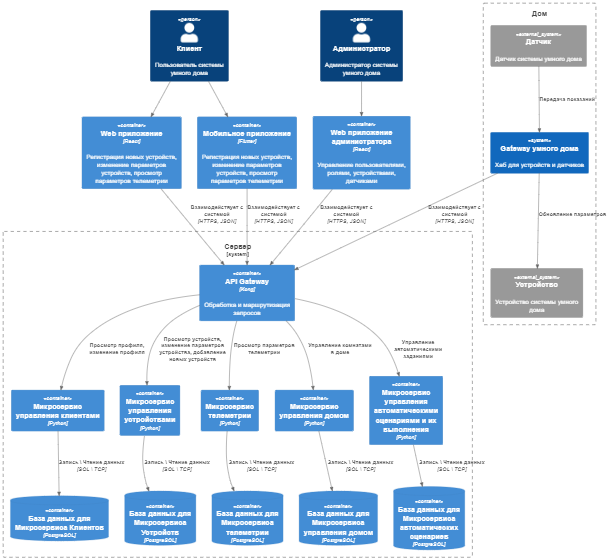 Дом
«person»
Клиент
Пользователь системы
умного дома
«person»
Администратор
Администратор системы
умного дома
«external_system»
Датчик
Датчик системы умного дома
Передача показаний
«container»
Web приложение
[React]
Регистрация новых устройств,
изменение параметров
устройств, просмотр
параметров телеметрии
«container»
Мобильное приложение
[Flutter]
Регистрация новых устройств,
изменение параметров
устройств, просмотр
параметров телеметрии
«container»
Web приложение
администратора
[React]
Управление пользователями,
ролями, устройствами,
датчиками
«system»
Gateway умного дома
Хаб для устройств и датчиков
Взаимодействует с
системой
[HTTPS, JSON]
Взаимодействует с
системой
[HTTPS, JSON]
Взаимодействует с
системой
[HTTPS, JSON]
Взаимодействует с
системой
[HTTPS, JSON]
Обновление параметров
Сервер
[system]
«container»
API Gateway
[Kong]
Обработка и маршрутизация
запросов
«external_system»
Устройство
Устройство системы умного
дома
Просмотр профиля,
изменение профиля
Просмотр устройств,
изменение параметров
устройства, добавление
новых устройств
Просмотр параметров
телеметрии
Управление комнатами
в доме
Управление
автоматическими
заданиями
«container»
Микросервис
управления клиентами
[Python]
«container»
Микросервис
управления
устройствами
[Python]
«container»
Микросервис
телеметрии
[Python]
«container»
Микросервис
управления домом
[Python]
«container»
Микросервис
управления
автоматическими
сценариями и их
выполнения
[Python]
Запись \ Чтение данных
[SQL \ TCP]
Запись \ Чтение данных
[SQL \ TCP]
Запись \ Чтение данных
[SQL \ TCP]
Запись \ Чтение данных
[SQL \ TCP]
Запись \ Чтение данных
[SQL \ TCP]
«container»
База данных для
Микросервиса Клиентов
[PostgreSQL]
«container»
База данных для
Микросервиса
Устройств
[PostgreSQL]
«container»
База данных для
Микросервиса
телеметрии
[PostgreSQL]
«container»
База данных для
Микросервиса
управления домом
[PostgreSQL]
«container»
База данных для
Микросервиса
автоматических
сценариев
[PostgreSQL]